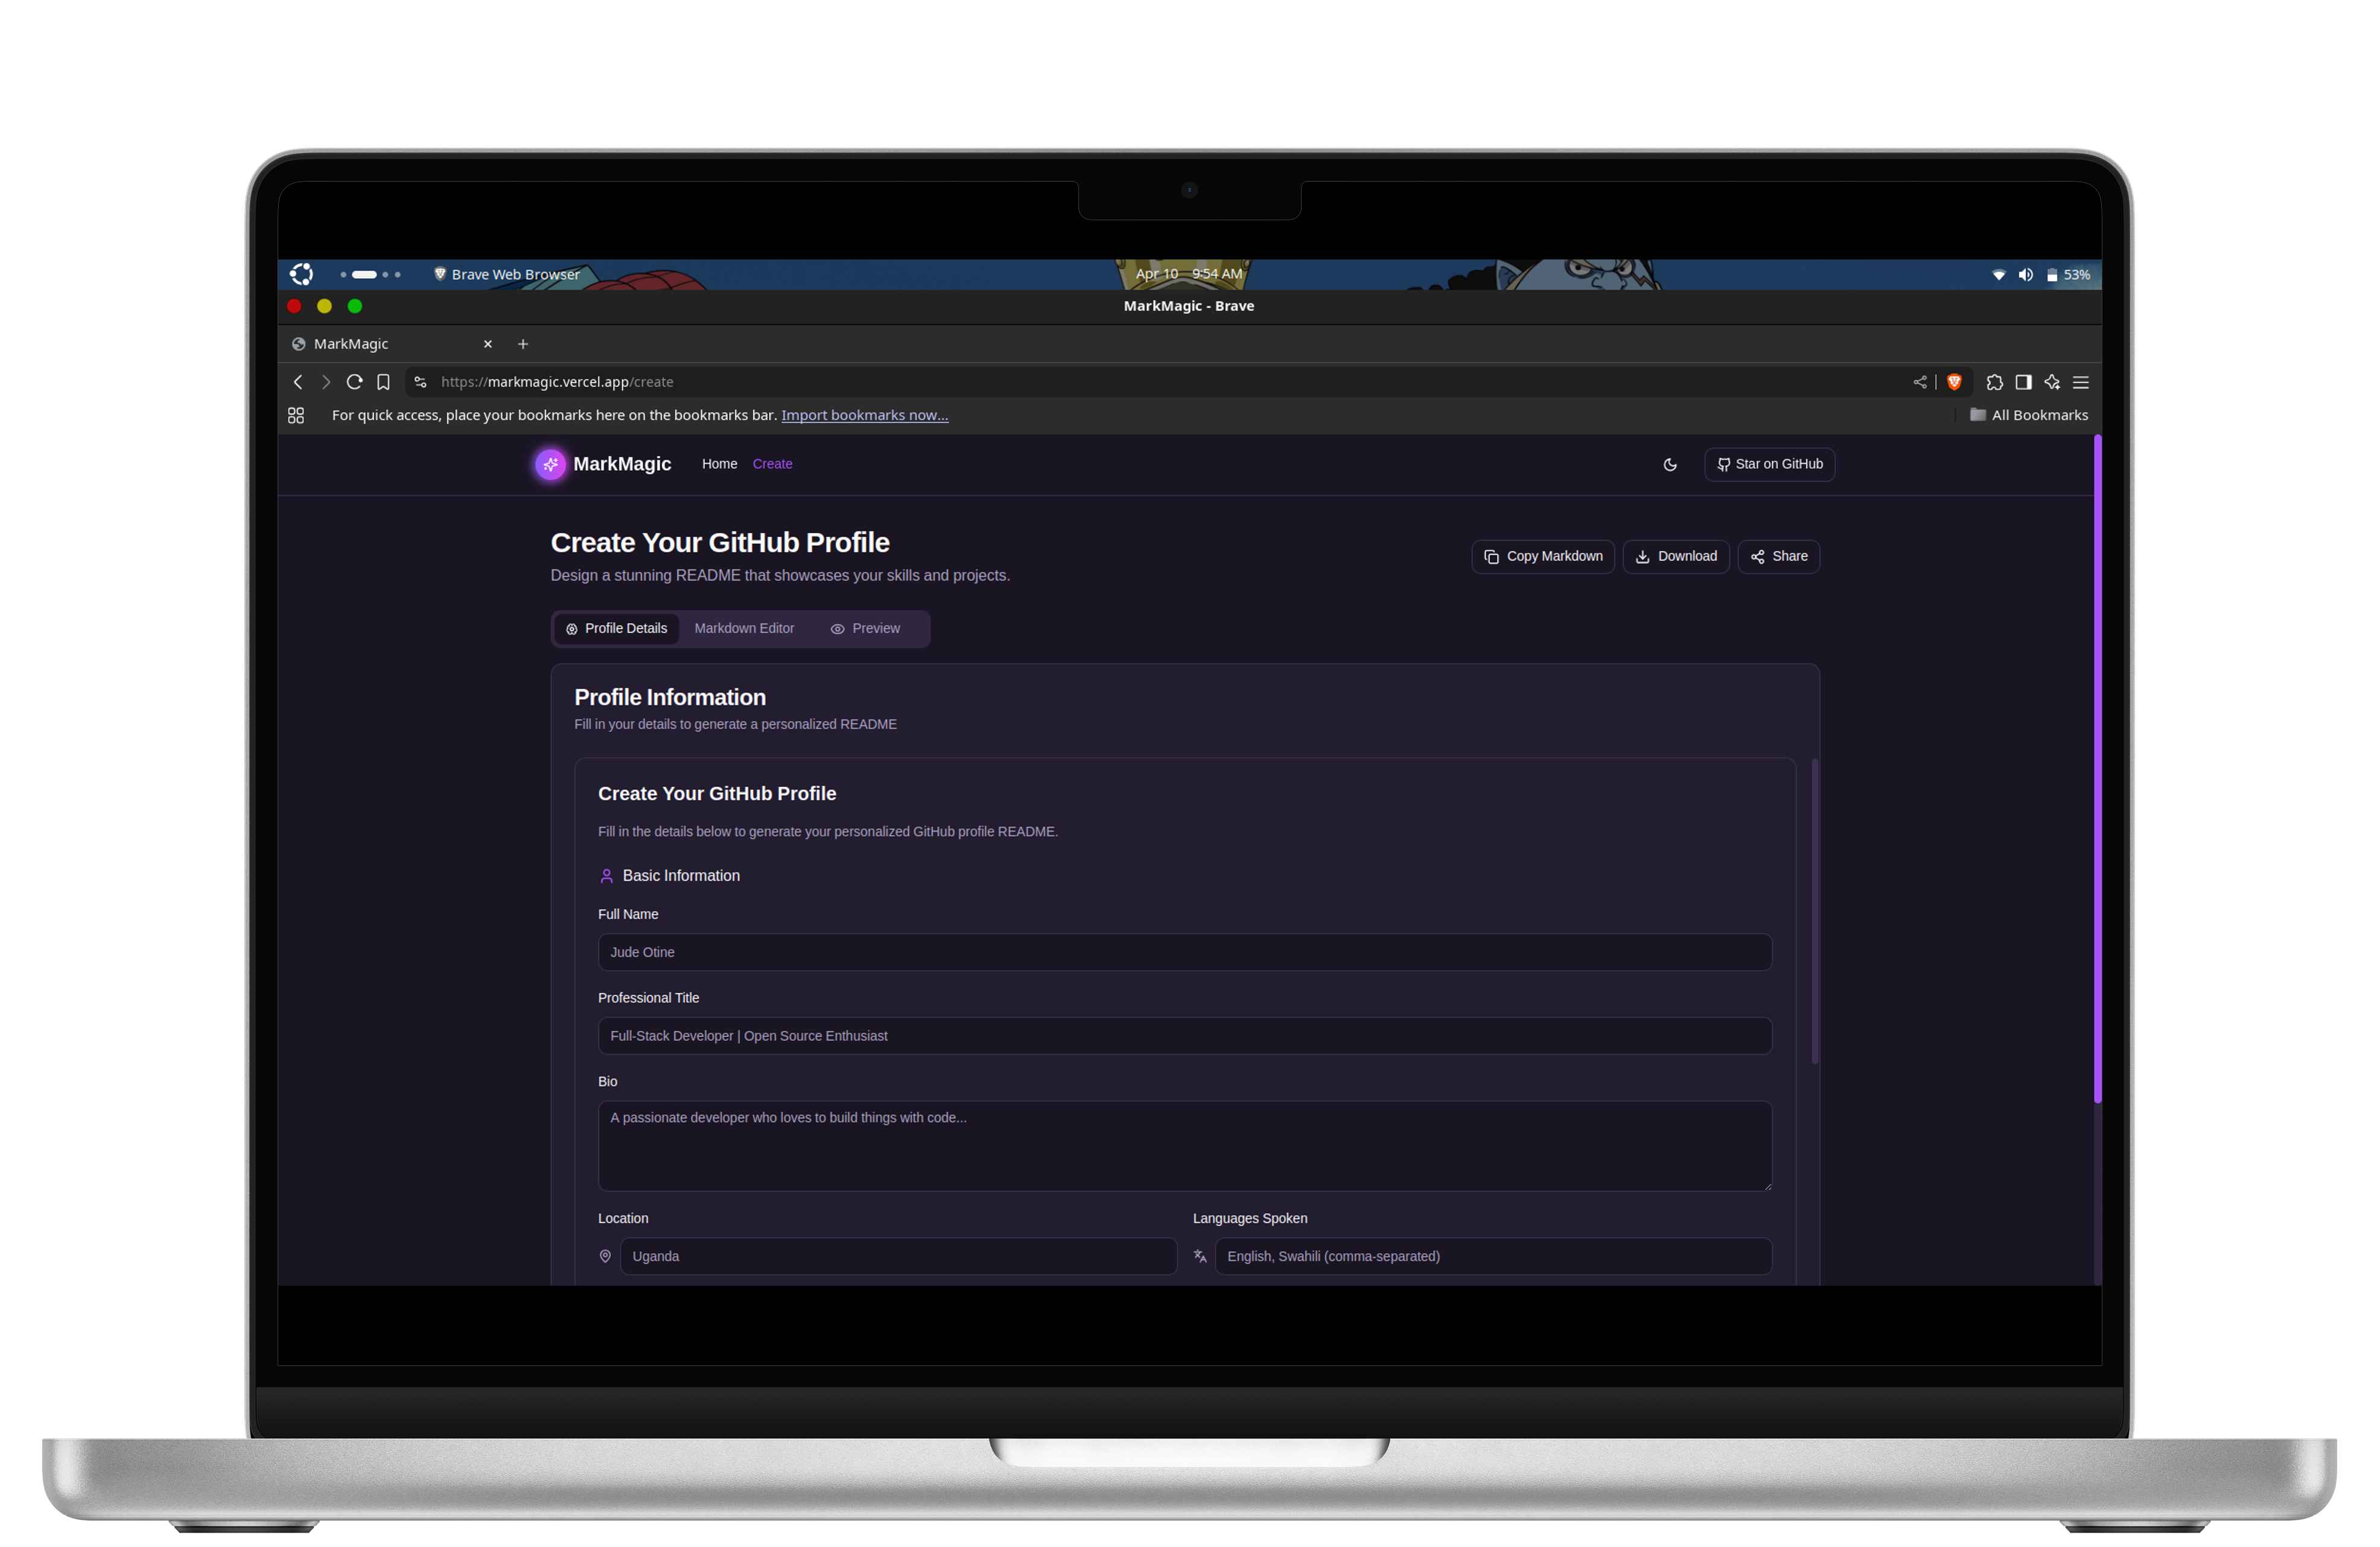 Brave Web Browser
Apr 10 9:54 AM
53%
MarkMagic - Brave
MarkMagic
https://markmagic.vercel.app/create
For quick access, place your bookmarks here on the bookmarks bar. Import bookmarks now...
All Bookmarks
MarkMagic
Home
Create
Star on GitHub
Create Your GitHub Profile
Design a stunning README that showcases your skills and projects.
Copy Markdown
Download
Share
Profile Details
Markdown Editor
Preview
Profile Information
Fill in your details to generate a personalized README
Create Your GitHub Profile
Fill in the details below to generate your personalized GitHub profile README.
Basic Information
Full Name
Jude Otine
Professional Title
Full-Stack Developer | Open Source Enthusiast
Bio
A passionate developer who loves to build things with code...
Location
Languages Spoken
Uganda
English, Swahili (comma-separated)